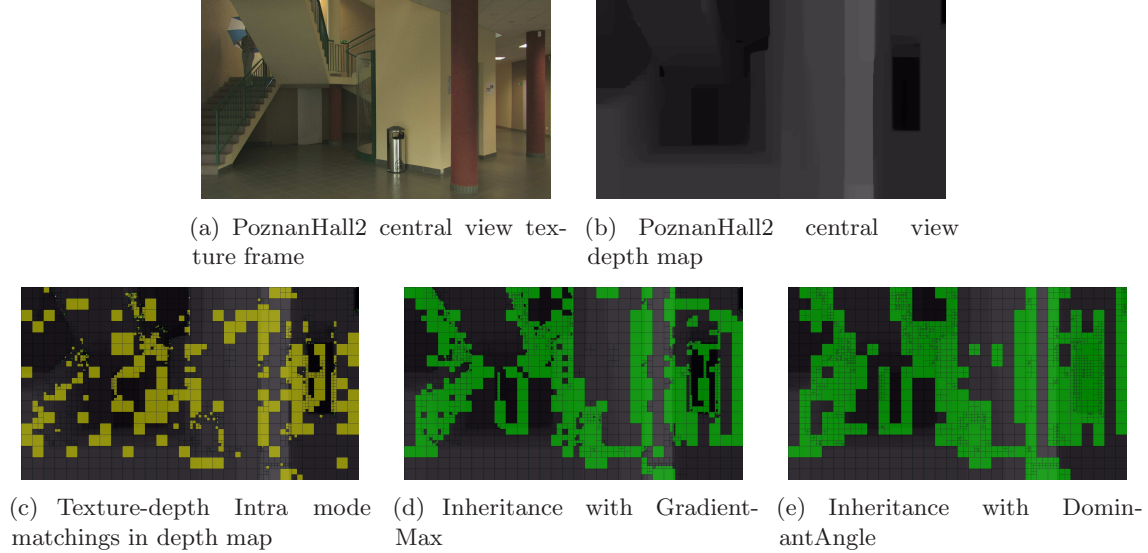 (a) PoznanHall2 central view tex-
ture frame
(b) PoznanHall2 central view
depth map
(c) Texture-depth Intra mode
matchings in depth map
(d) Inheritance with Gradient-
Max
(e) Inheritance with Domin-
antAngle